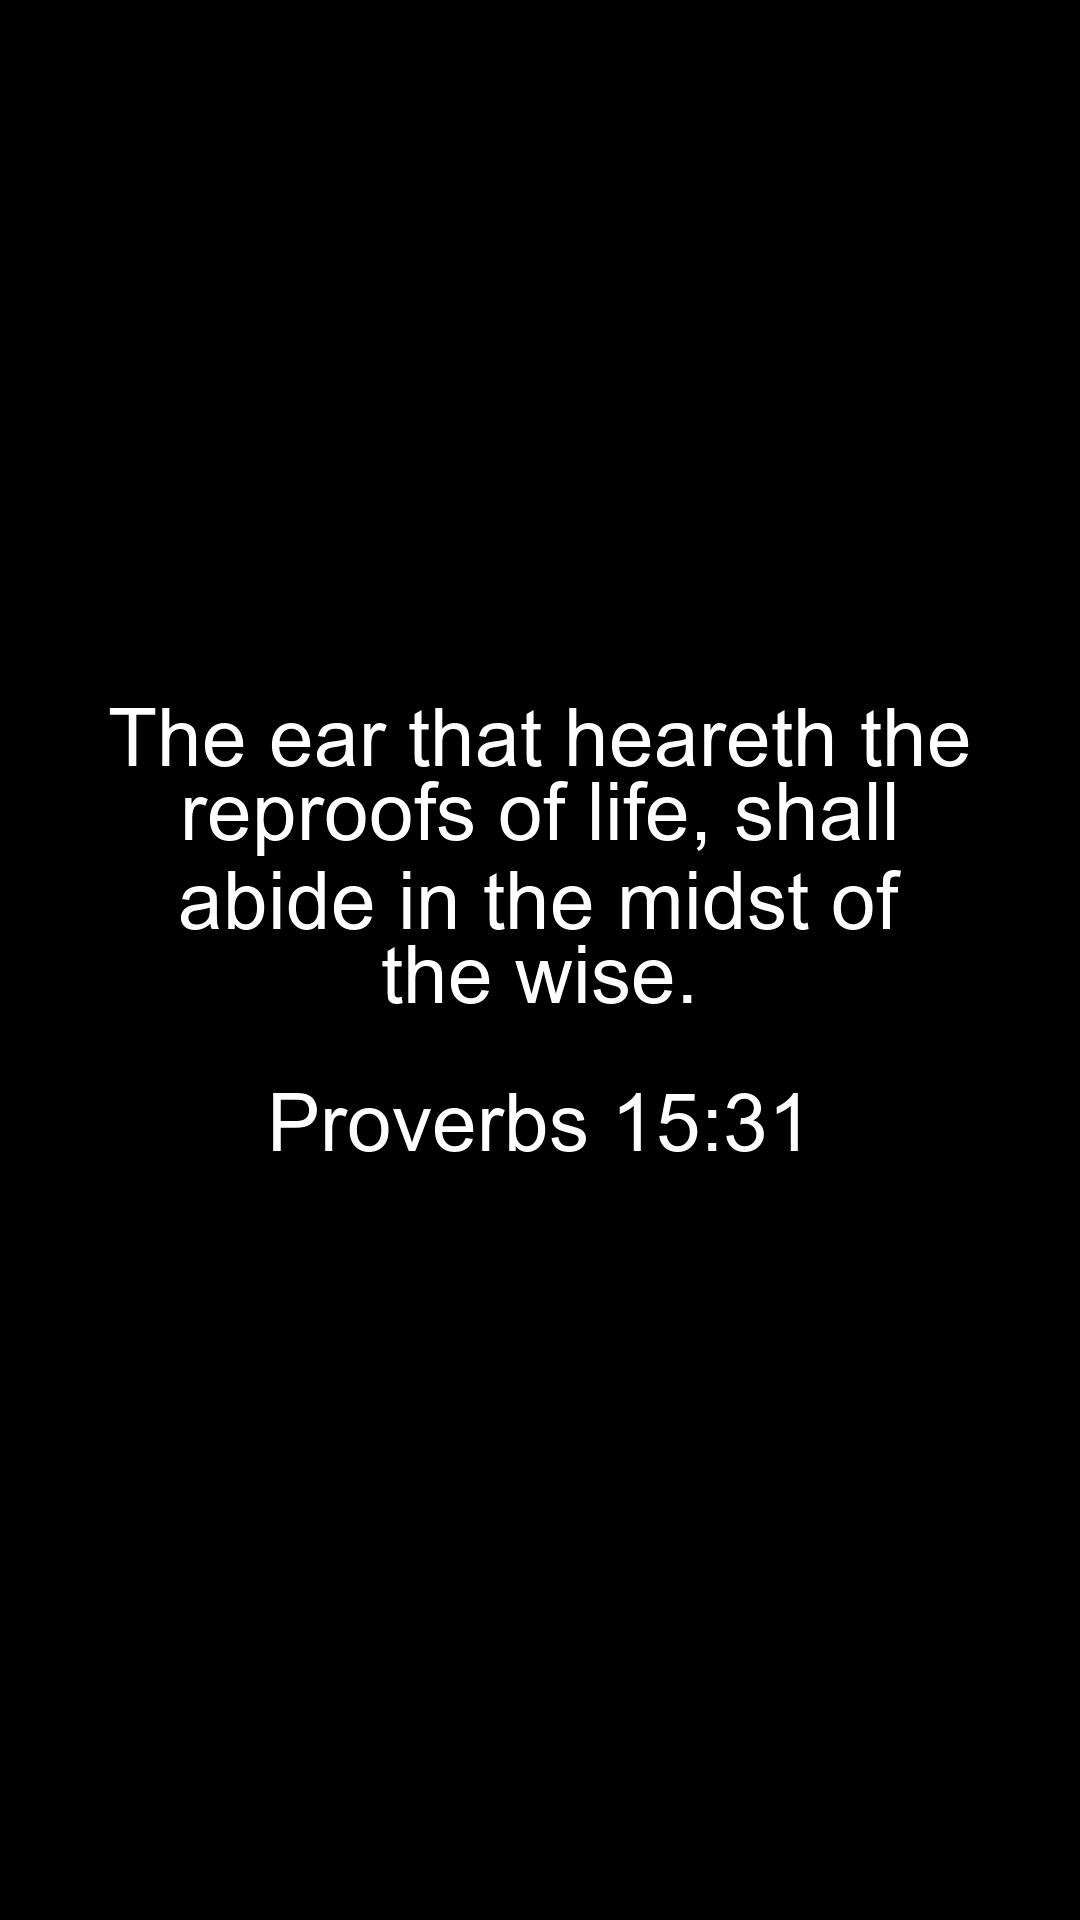 The ear that heareth the
reproofs of life, shall
abide in the midst of
the wise.
Proverbs 15:31